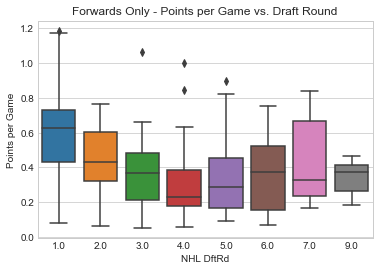 Forwards Only - Points per Game vs. Draft Round
Points per Game
1.2
1.0
0.8
0.6
0.4
0.2
0.0
1.0 2.0 3.0 4.0 5.0 6.0 7.0 9.0
NHL DftRd